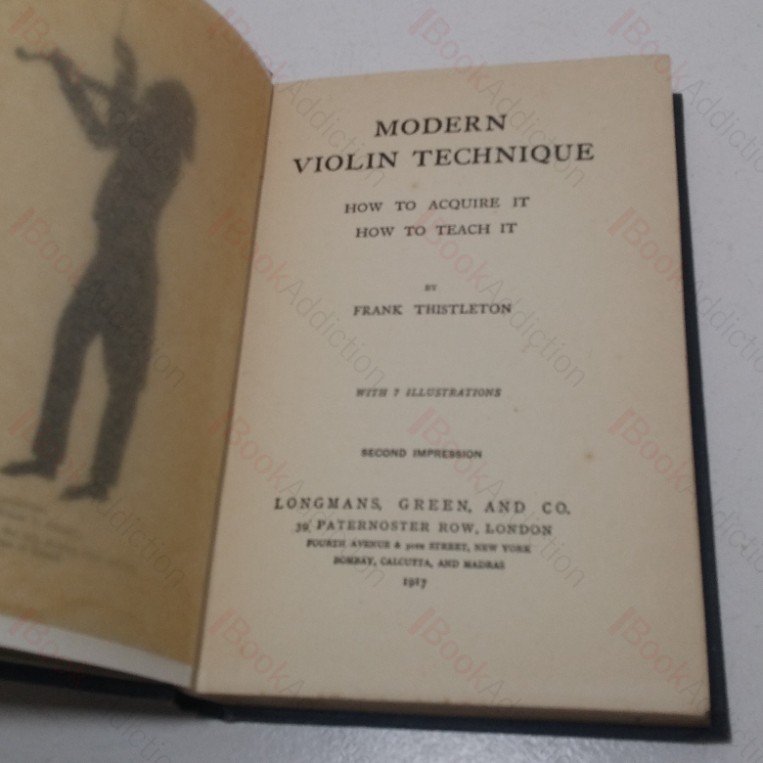 MODERN
VIOLIN TECHNIQUE
HOW TO ACQUIRE IT
HOW TO TEACH IT
BY
FRANK THISTLETON
WITH 7 ILLUSTRATIONS
SECOND IMPRESSION
LONGMANS, GREEN, AND CO.
39 PATERNOSTER ROW, LONDON
FOURTH AVENUE & 30TH STREET, NEW YORK
BOMBAY, CALCUTTA, AND MADRAS
1917
BookAddiction